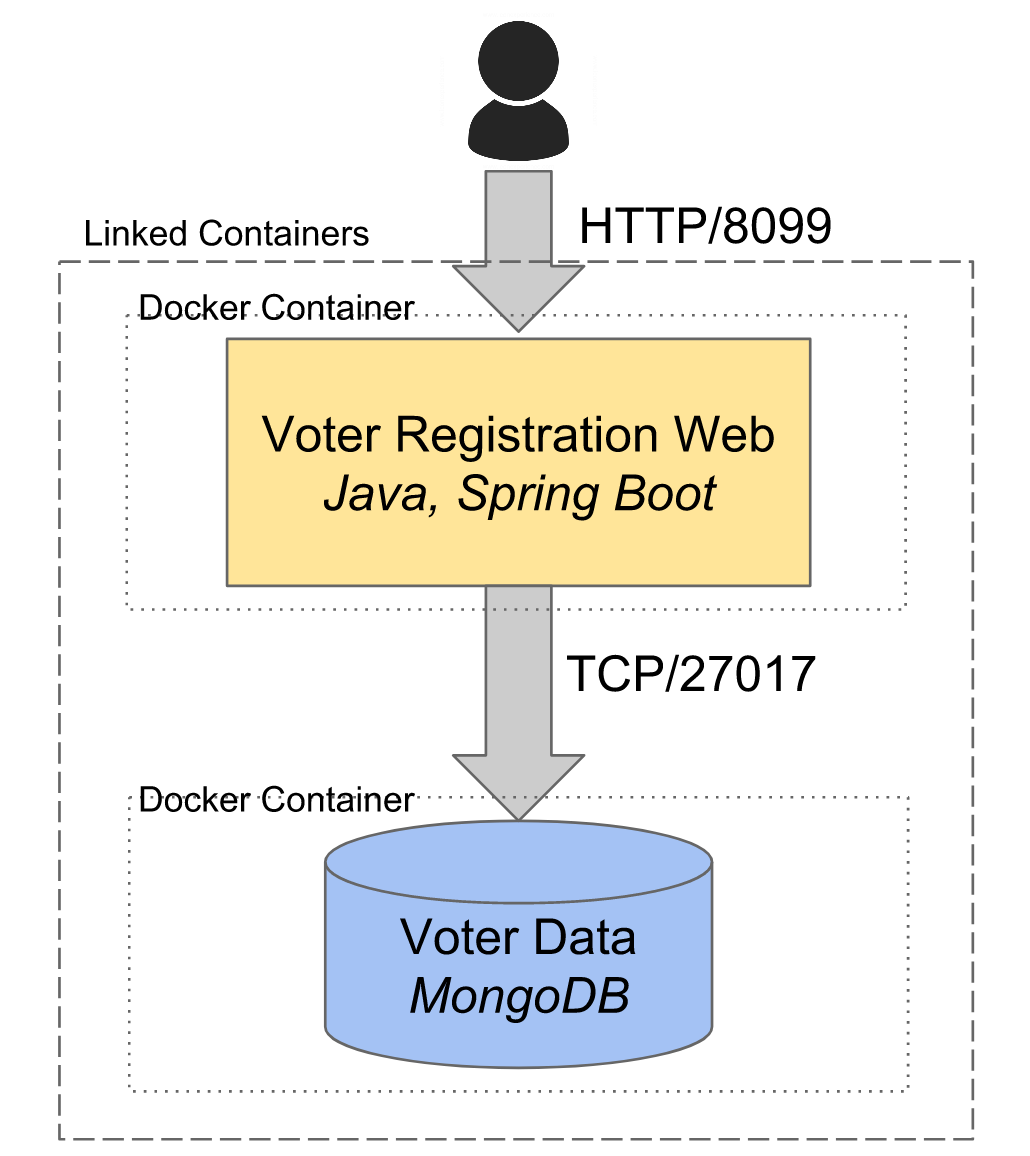 HTTP/8099
Linked Containers
Docker Container
Voter Registration Web
Java, Spring Boot
TCP/27017
Docker Container
Voter Data
MongoDB